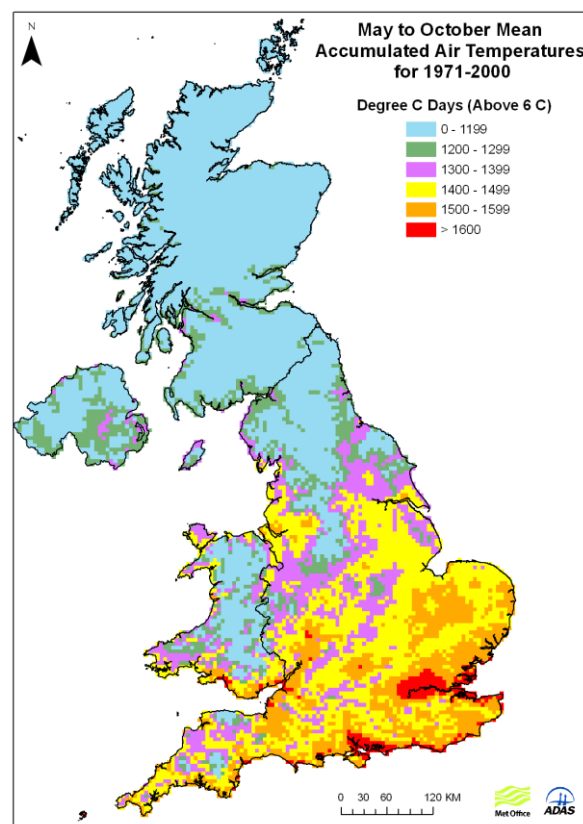 N
May to October Mean
Accumulated Air Temperatures
for 1971-2000
Degree C Days (Above 6 C)
0 - 1199
1200 - 1299
1300 - 1399
1400 - 1499
1500 - 1599
> 1600
0 30 60 120 KM
Met Office
ADAS